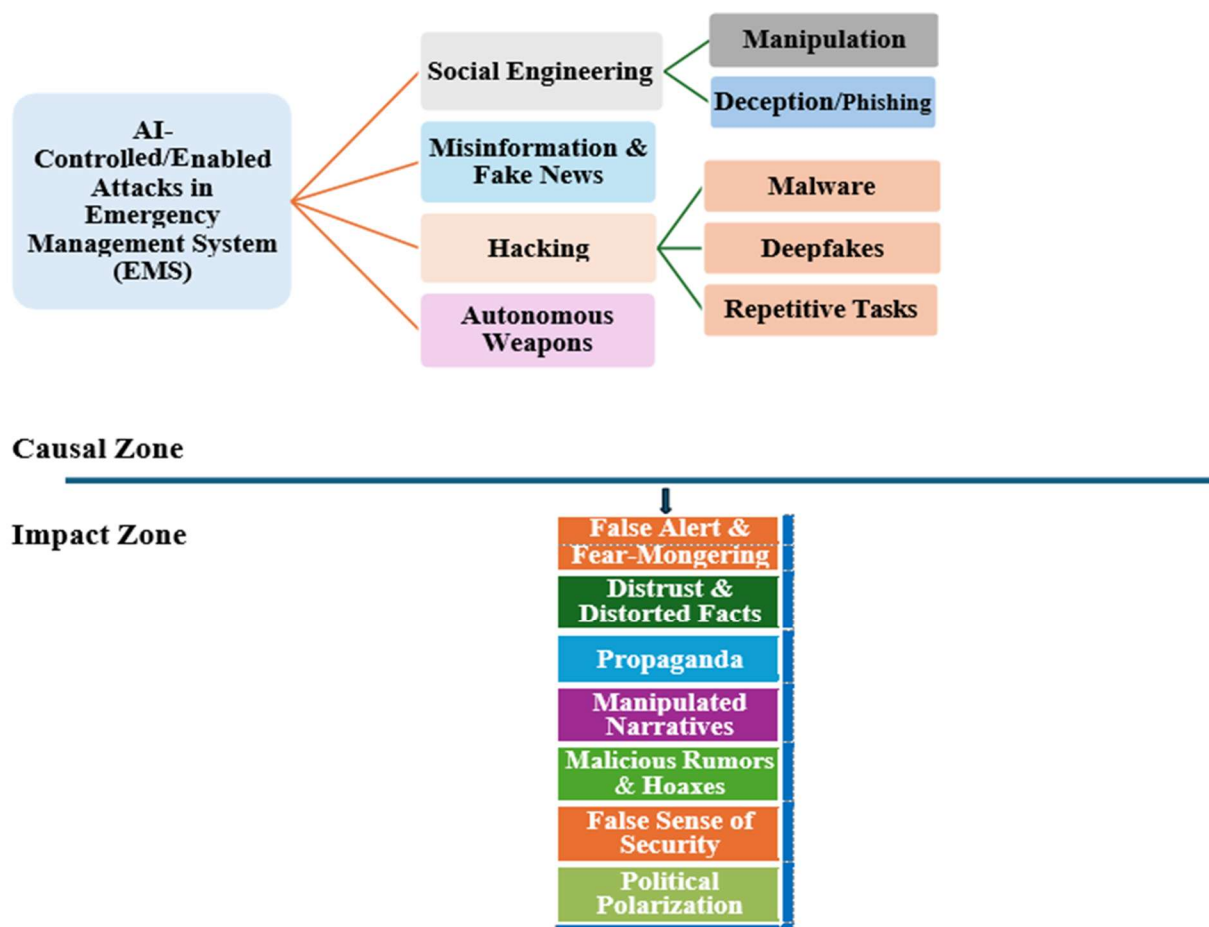 AI-
Controlled/Enabled
Attacks in
Emergency
Management System
(EMS)
Social Engineering
Manipulation
Deception/Phishing
Misinformation &
Fake News
Hacking
Malware
Deepfakes
Repetitive Tasks
Autonomous
Weapons
Causal Zone
Impact Zone
False Alert &
Fear-Mongering
Distrust &
Distorted Facts
Propaganda
Manipulated
Narratives
Malicious Rumors
& Hoaxes
False Sense of
Security
Political
Polarization